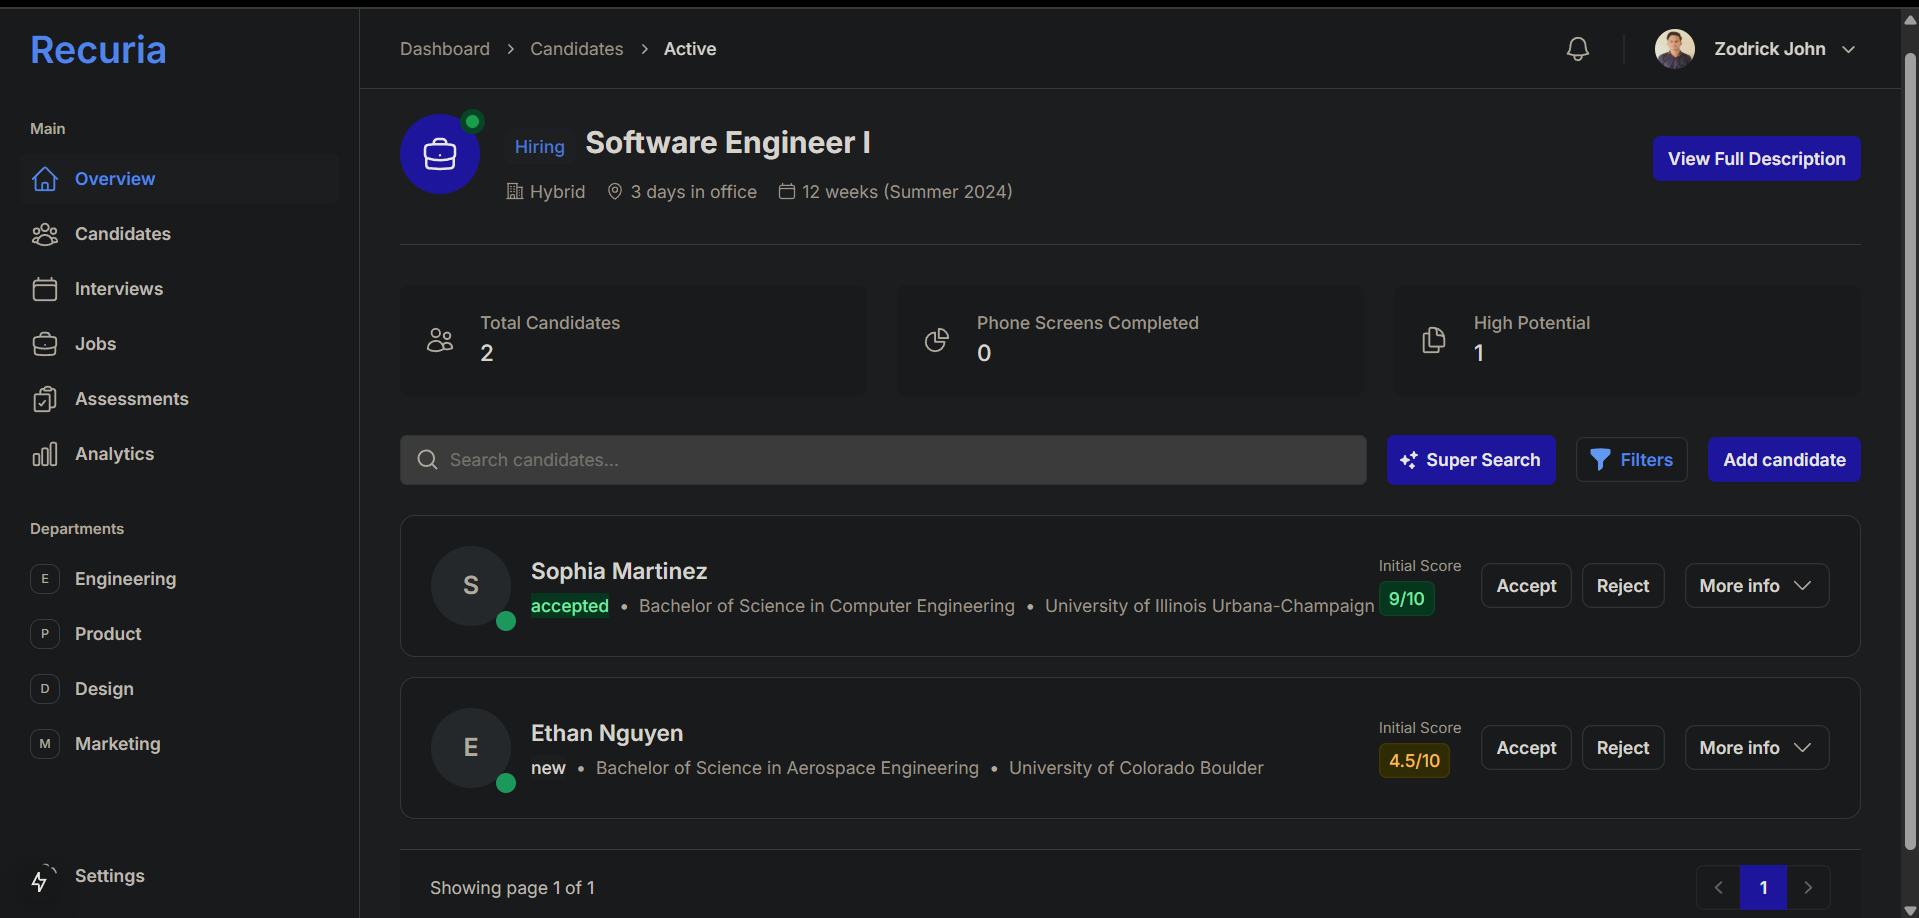 Recuria
Main
Overview
Candidates
Interviews
Jobs
Assessments
Analytics
Departments
E Engineering
P Product
D Design
M Marketing
Settings
Dashboard > Candidates > Active
Zodrick John
Hiring Software Engineer I
Hybrid 3 days in office 12 weeks (Summer 2024)
View Full Description
Total Candidates
2
Phone Screens Completed
0
High Potential
1
Search candidates...
Super Search
Filters
Add candidate
S
Sophia Martinez
accepted • Bachelor of Science in Computer Engineering • University of Illinois Urbana-Champaign
Initial Score
9/10
Accept
Reject
More info
E
Ethan Nguyen
new • Bachelor of Science in Aerospace Engineering • University of Colorado Boulder
Initial Score
4.5/10
Accept
Reject
More info
Showing page 1 of 1
1